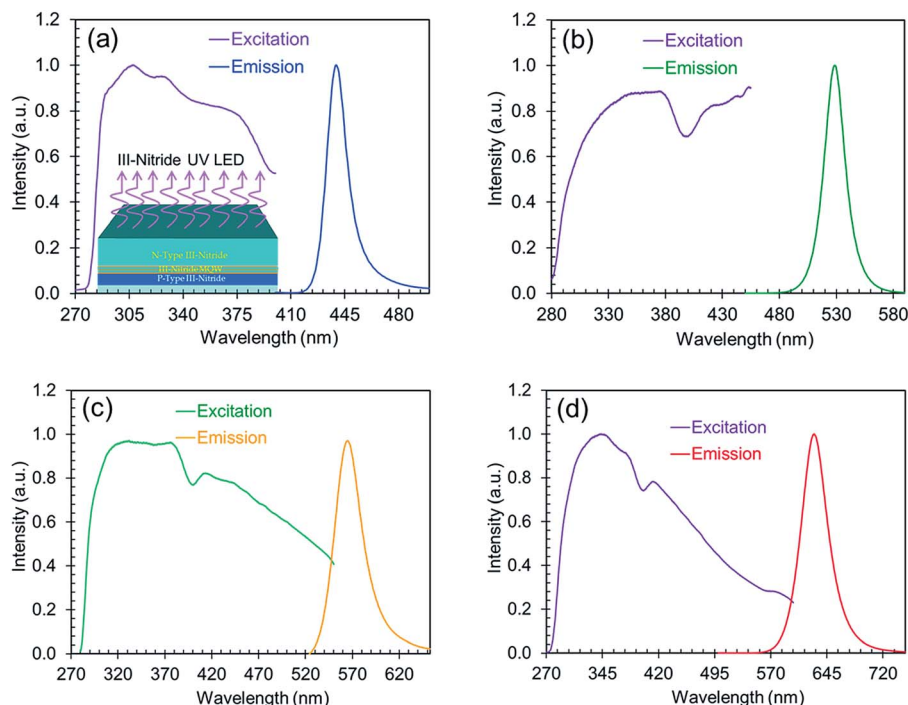 (a)
Excitation
Emission
III-Nitride UV LED
N-Type III-Nitride
III-Nitride MQW
P-Type III-Nitride
Intensity (a.u.)
1.2
1.0
0.8
0.6
0.4
0.2
0.0
270 305 340 375 410 445 480
Wavelength (nm)
(b)
Excitation
Emission
Intensity (a.u.)
1.2
1.0
0.8
0.6
0.4
0.2
0.0
280 330 380 430 480 530 580
Wavelength (nm)
(c)
Excitation
Emission
Intensity (a.u.)
1.2
1.0
0.8
0.6
0.4
0.2
0.0
270 320 370 420 470 520 570 620
Wavelength (nm)
(d)
Excitation
Emission
Intensity (a.u.)
1.2
1.0
0.8
0.6
0.4
0.2
0.0
270 345 420 495 570 645 720
Wavelength (nm)